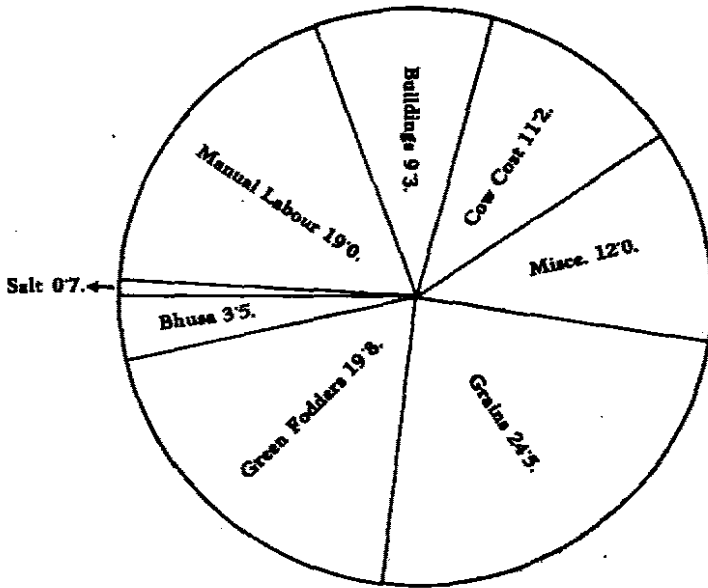 Buildings 9·3.
Cow Cost 11·2.
Manual Labour 19·0.
Misce. 12·0.
Salt 0·7.
Bhusa 3·5.
Green Fodders 19·8.
Grains 24·5.